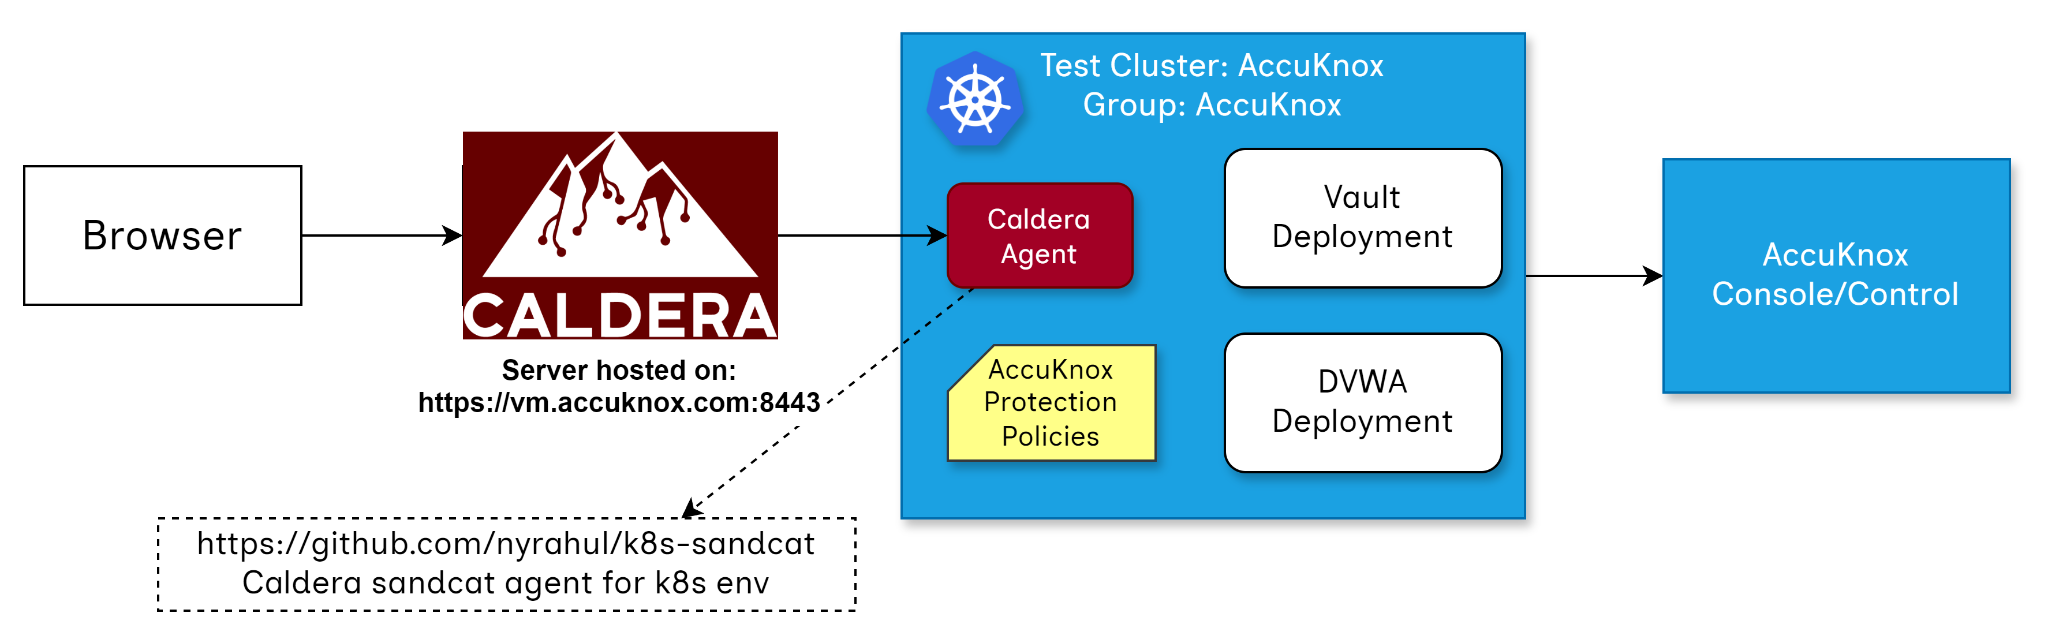 Browser
CALDERA
Server hosted on:
https://vm.accuknox.com:8443
Test Cluster: AccuKnox
Group: AccuKnox
Caldera
Agent
Vault
Deployment
AccuKnox
Protection
Policies
DVWA
Deployment
AccuKnox
Console/Control
https://github.com/nyrahul/k8s-sandcat
Caldera sandcat agent for k8s env